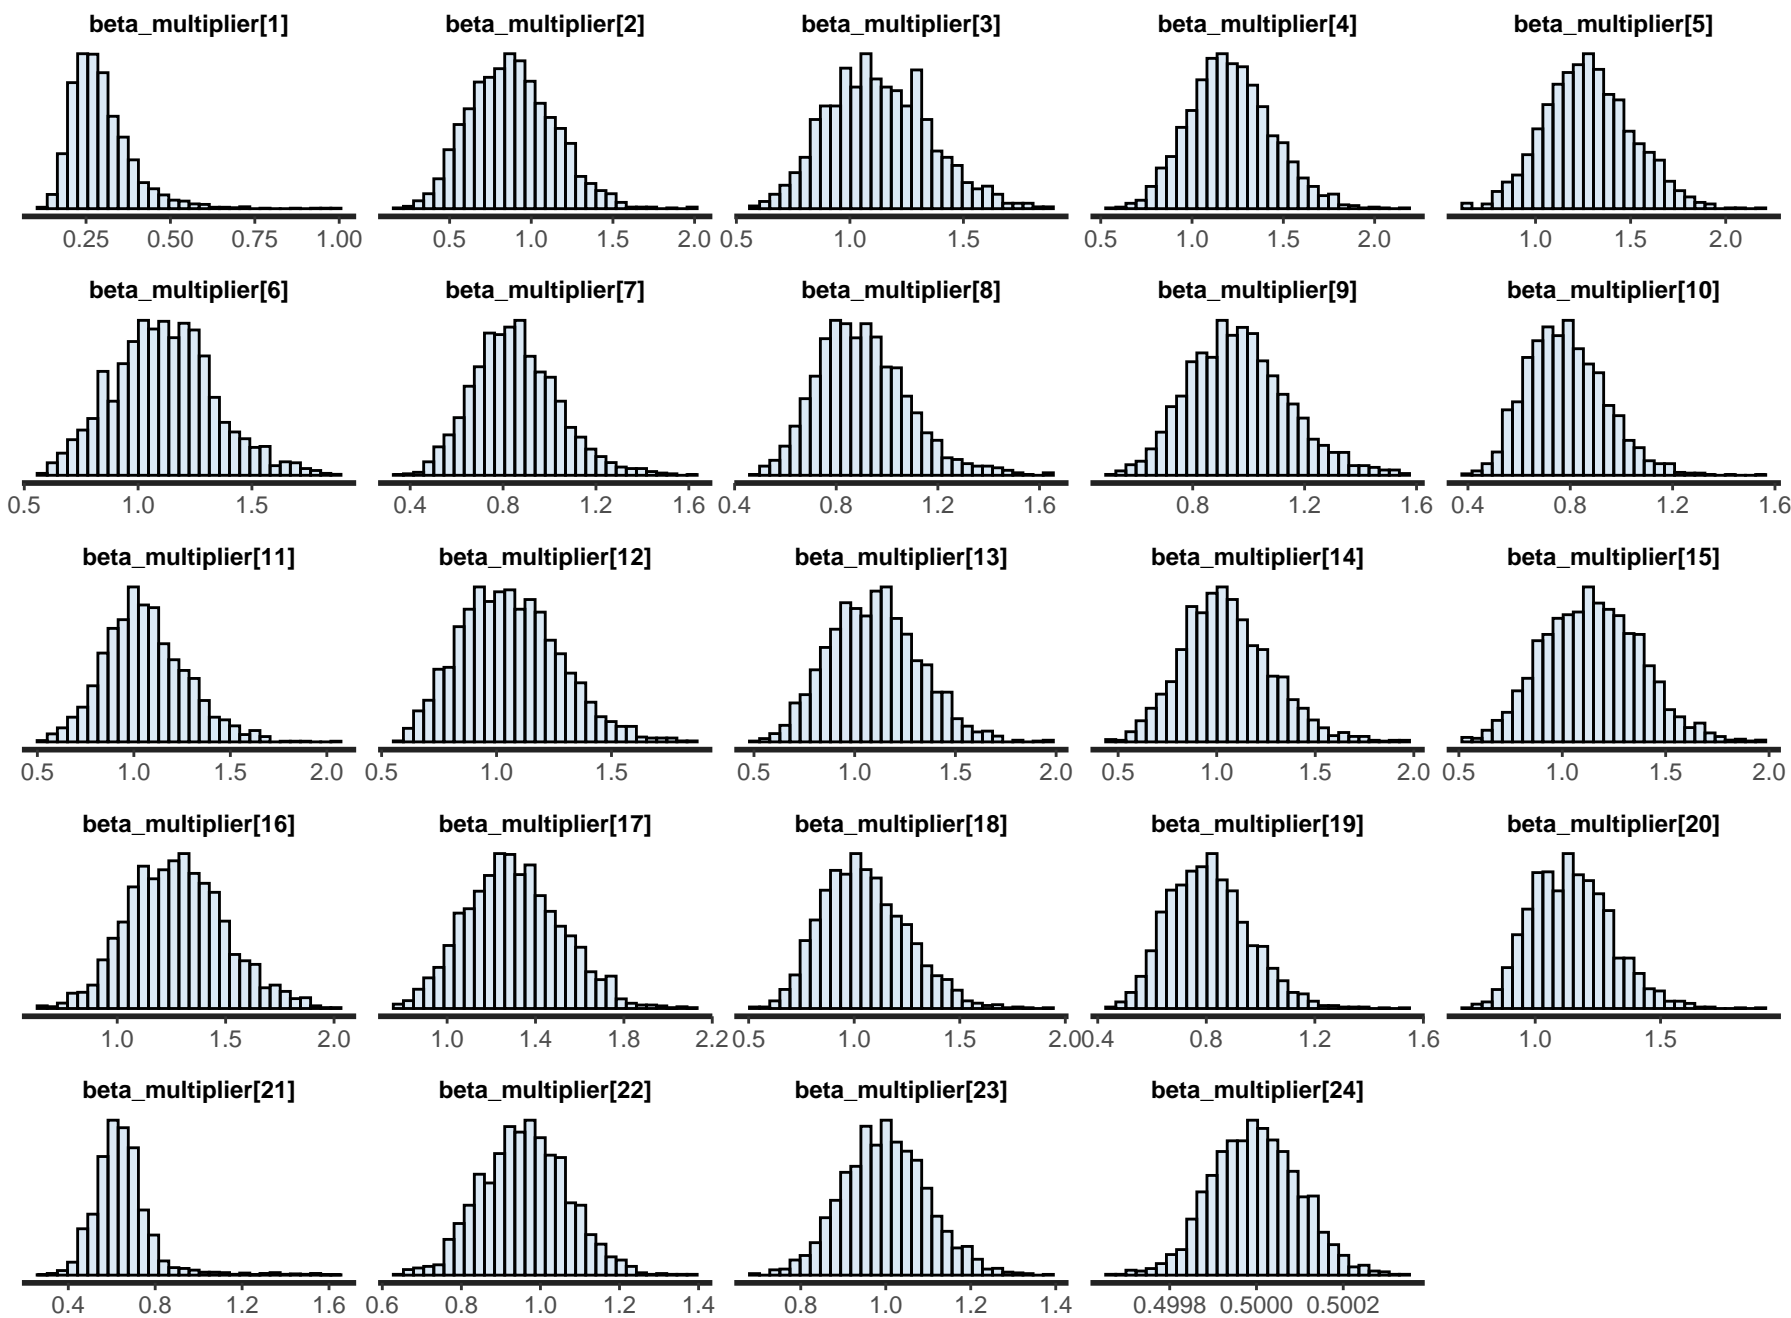 beta_multiplier[1] beta_multiplier[2] beta_multiplier[3] beta_multiplier[4] beta_multiplier[5]
0.25 0.50 0.75 1.00 0.5 1.0 1.5 2.0 0.5 1.0 1.5 0.5 1.0 1.5 2.0 1.0 1.5 2.0
beta_multiplier[6] beta_multiplier[7] beta_multiplier[8] beta_multiplier[9] beta_multiplier[10]
0.5 1.0 1.5 0.4 0.8 1.2 1.6 0.4 0.8 1.2 1.6 0.8 1.2 1.6 0.4 0.8 1.2 1.6
beta_multiplier[11] beta_multiplier[12] beta_multiplier[13] beta_multiplier[14] beta_multiplier[15]
0.5 1.0 1.5 2.0 0.5 1.0 1.5 0.5 1.0 1.5 2.0 0.5 1.0 1.5 2.0 0.5 1.0 1.5 2.0
beta_multiplier[16] beta_multiplier[17] beta_multiplier[18] beta_multiplier[19] beta_multiplier[20]
1.0 1.5 2.0 1.0 1.4 1.8 2.2 0.5 1.0 1.5 2.0 0.4 0.8 1.2 1.6 1.0 1.5
beta_multiplier[21] beta_multiplier[22] beta_multiplier[23] beta_multiplier[24]
0.4 0.8 1.2 1.6 0.6 0.8 1.0 1.2 1.4 0.8 1.0 1.2 1.4 0.4998 0.5000 0.5002